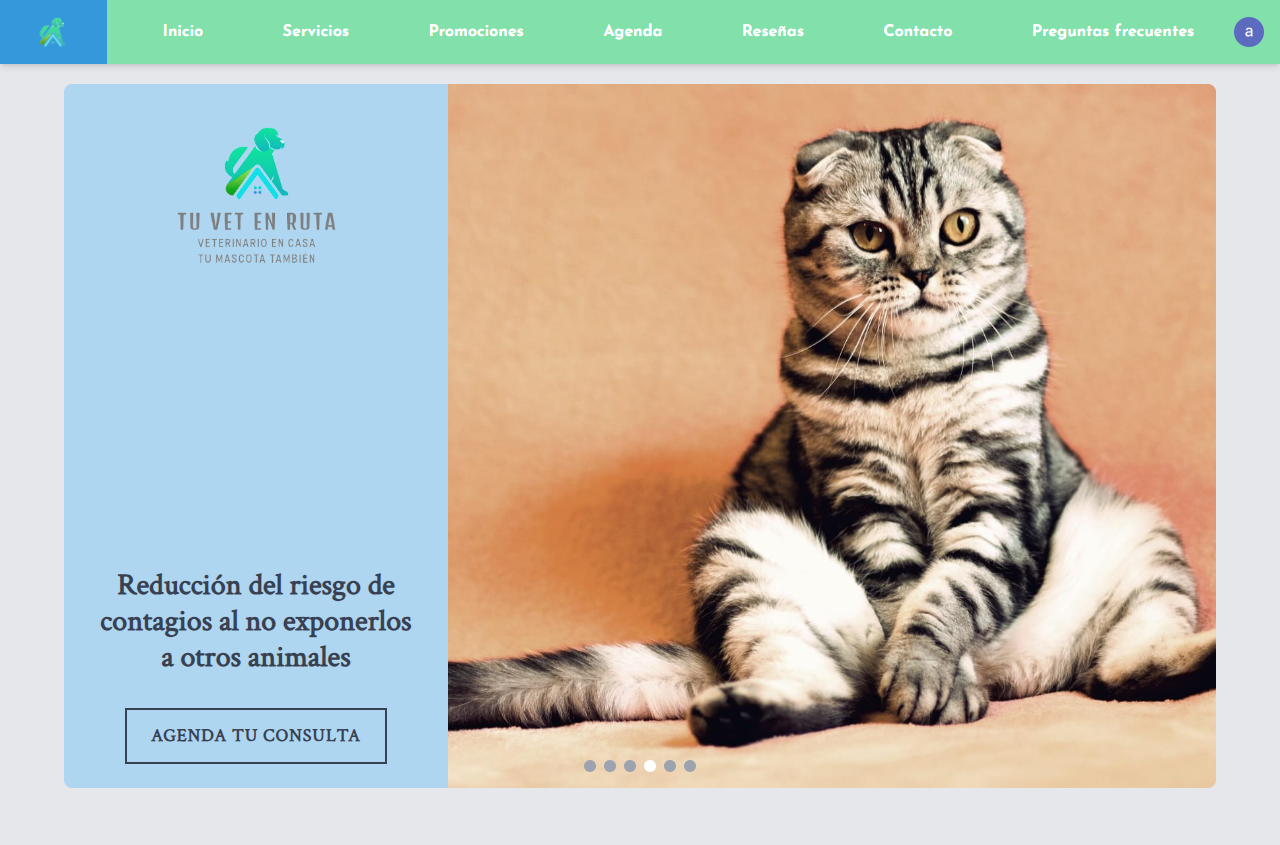 Inicio
Servicios
Promociones
Agenda
Reseñas
Contacto
Preguntas frecuentes
a
TU VET EN RUTA
VETERINARIO EN CASA
TU MASCOTA TAMBIÉN
Reducción del riesgo de
contagios al no exponerlos
a otros animales
AGENDA TU CONSULTA